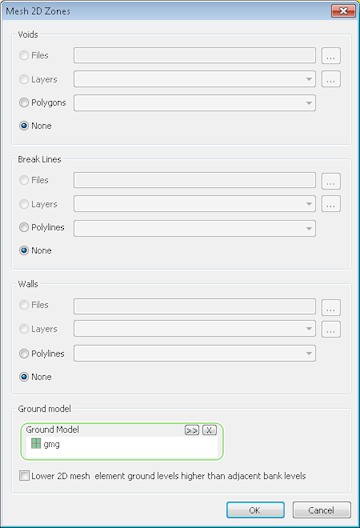 Mesh 2D Zones
Voids
Files
...
Layers
...
Polygons
None
Break Lines
Files
...
Layers
...
Polylines
None
Walls
Files
...
Layers
...
Polylines
None
Ground model
Ground Model >> X
gmg
Lower 2D mesh element ground levels higher than adjacent bank levels
OK Cancel